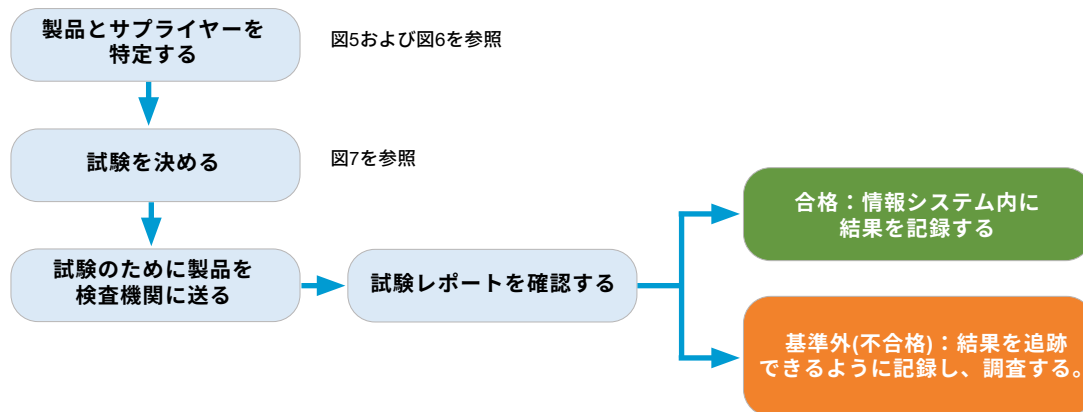 製品とサプライヤーを
特定する
図5および図6を参照
試験を決める
図7を参照
試験のために製品を
検査機関に送る
試験レポートを確認する
合格：情報システム内に
結果を記録する
基準外(不合格)：結果を追跡
できるように記録し、調査する。